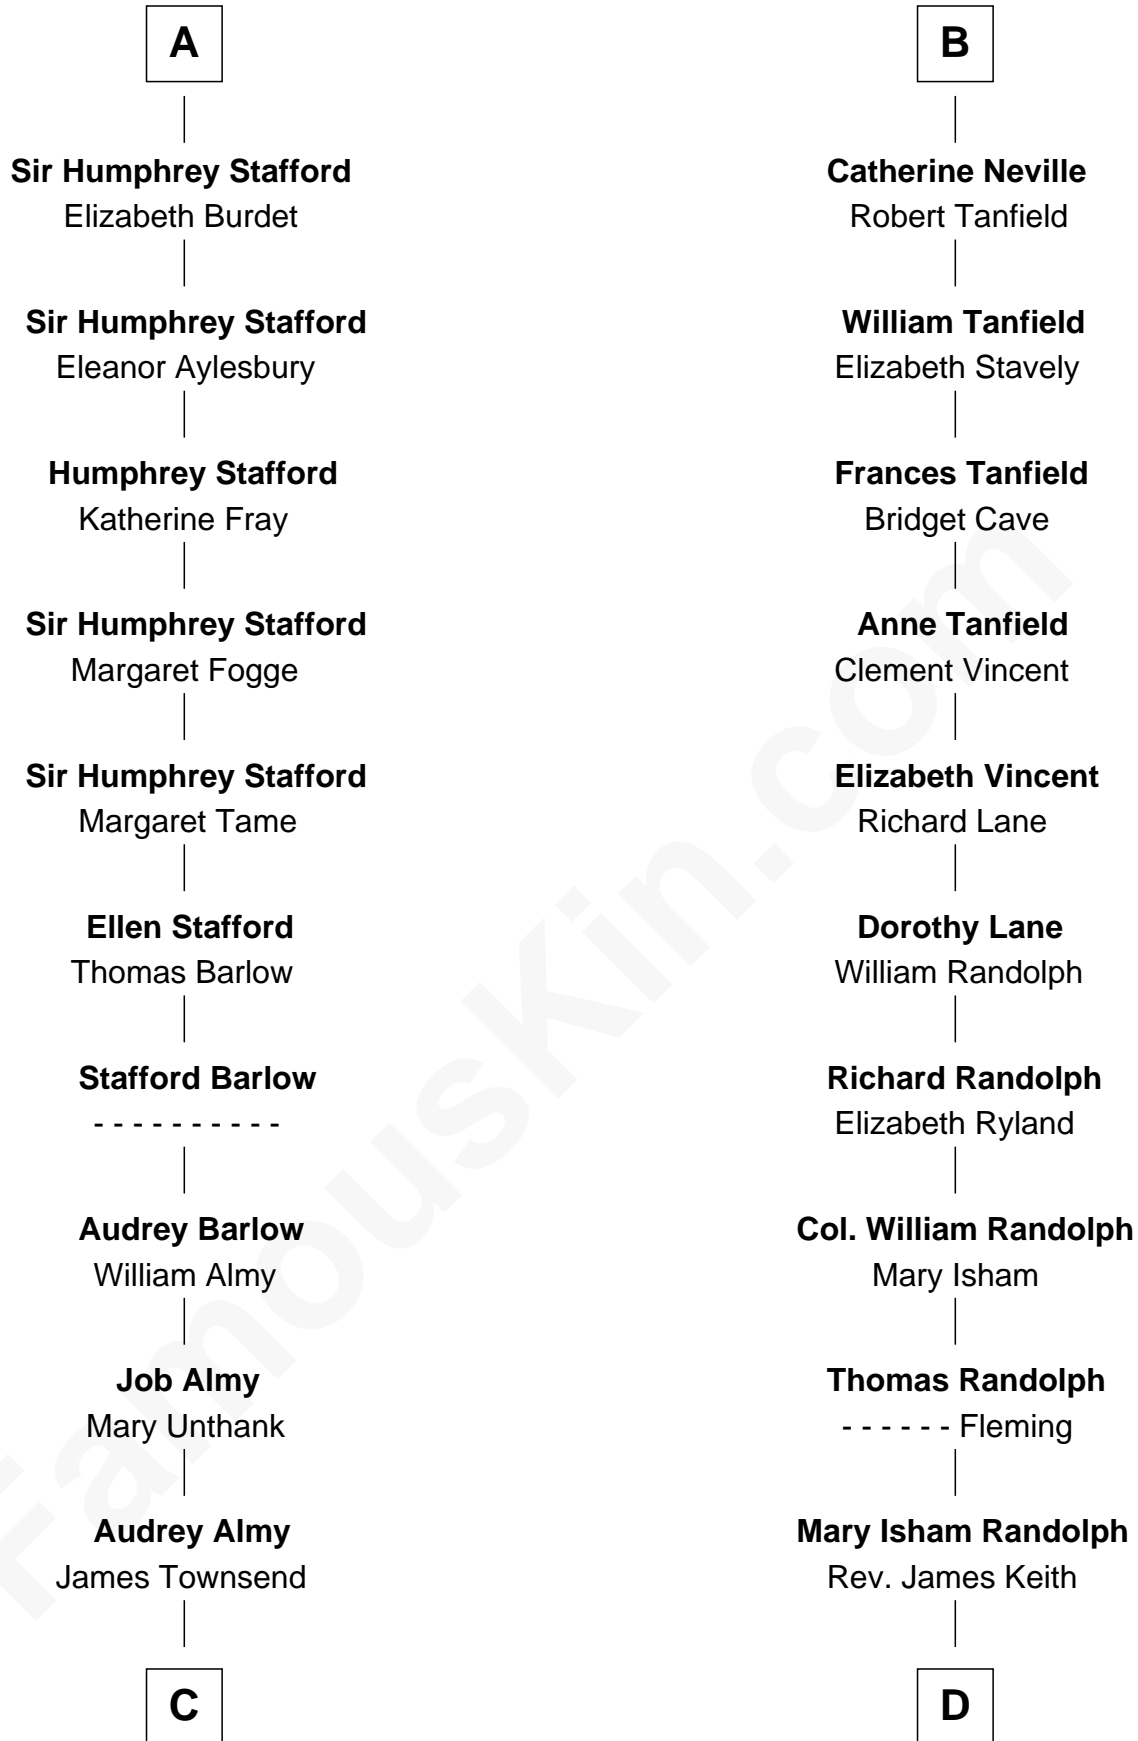 A
Sir Humphrey Stafford
Elizabeth Burdet
Sir Humphrey Stafford
Eleanor Aylesbury
Humphrey Stafford
Katherine Fray
Sir Humphrey Stafford
Margaret Fogge
Sir Humphrey Stafford
Margaret Tame
Ellen Stafford
Thomas Barlow
Stafford Barlow
- - - - - - - - - -
Audrey Barlow
William Almy
Job Almy
Mary Unthank
Audrey Almy
James Townsend
C
B
Catherine Neville
Robert Tanfield
William Tanfield
Elizabeth Stavely
Frances Tanfield
Bridget Cave
Anne Tanfield
Clement Vincent
Elizabeth Vincent
Richard Lane
Dorothy Lane
William Randolph
Richard Randolph
Elizabeth Ryland
Col. William Randolph
Mary Isham
Thomas Randolph
- - - - - - Fleming
Mary Isham Randolph
Rev. James Keith
D
FamousKin.com